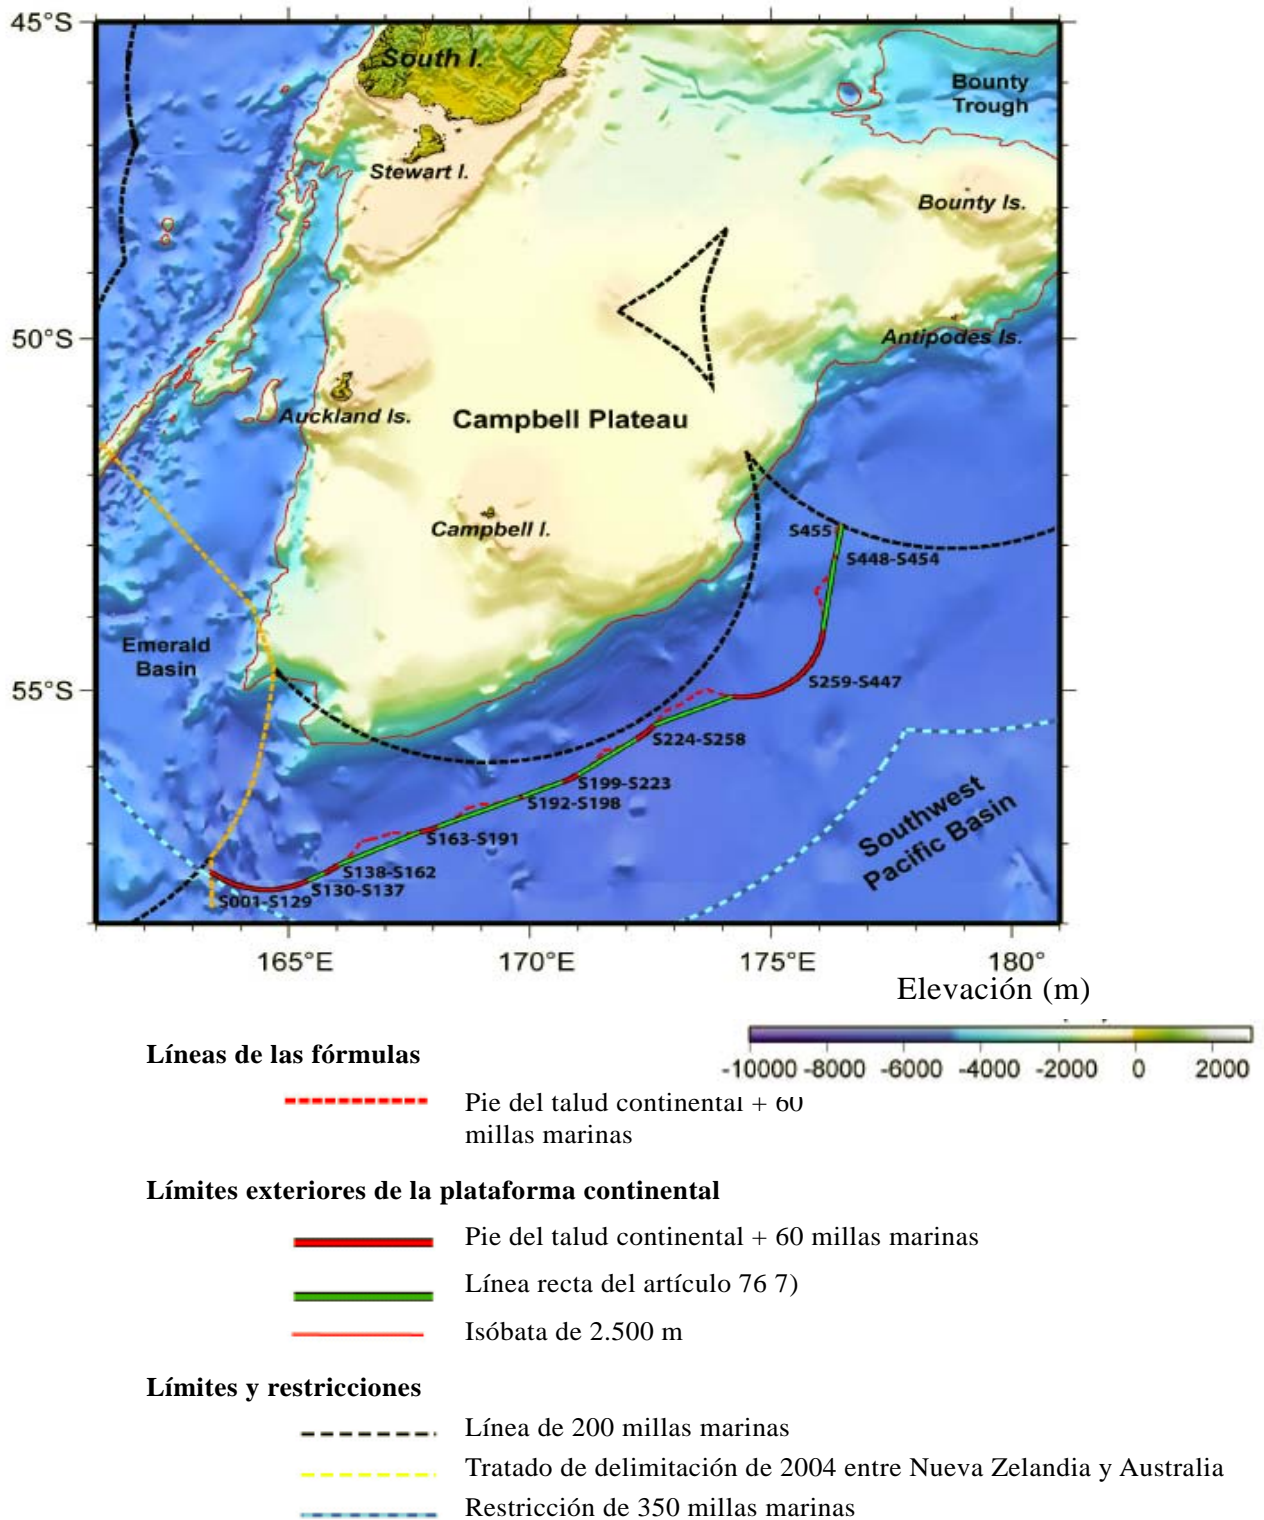 45°S
South I.
Bounty
Trough
Stewart I.
Bounty Is.
50°S
Antipodes Is.
Auckland Is.
Campbell Plateau
Campbell I.
S455
S448-S454
Emerald
Basin
55°S
S259-S447
S224-S258
S199-S223
S192-S198
S163-S191
S138-S162
S130-S137
S001-S129
Southwest
Pacific Basin
165°E
170°E
175°E
180°
Elevación (m)
-10000 -8000 -6000 -4000 -2000 0 2000
Líneas de las fórmulas
Pie del talud continental + 60
millas marinas
Límites exteriores de la plataforma continental
Pie del talud continental + 60 millas marinas
Línea recta del artículo 76 7)
Isóbata de 2.500 m
Límites y restricciones
Línea de 200 millas marinas
Tratado de delimitación de 2004 entre Nueva Zelandia y Australia
Restricción de 350 millas marinas